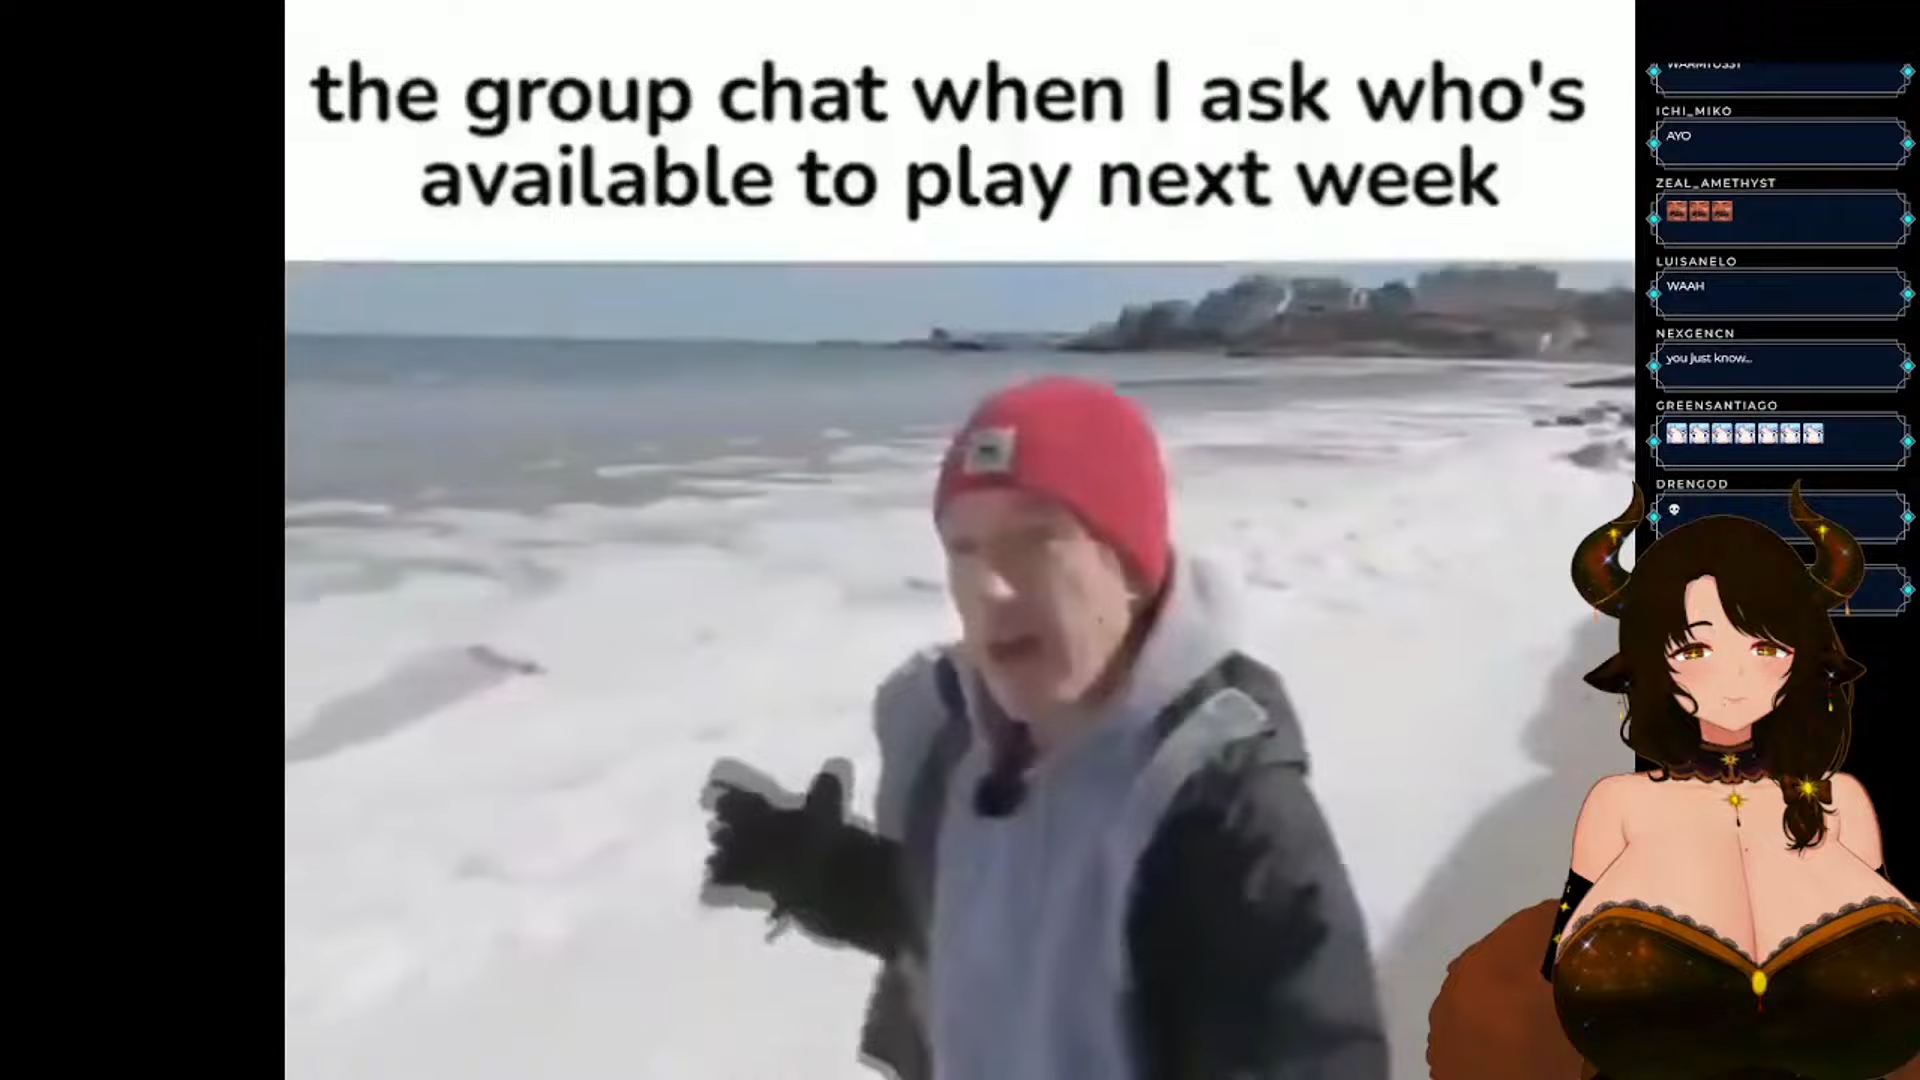 the group chat when I ask who's
available to play next week
WARMTUSSY
ICHI_MIKO
AYO
ZEAL_AMETHYST
LUISANELO
WAAH
NEXGENCN
you just know...
GREENSANTIAGO
DRENGOD